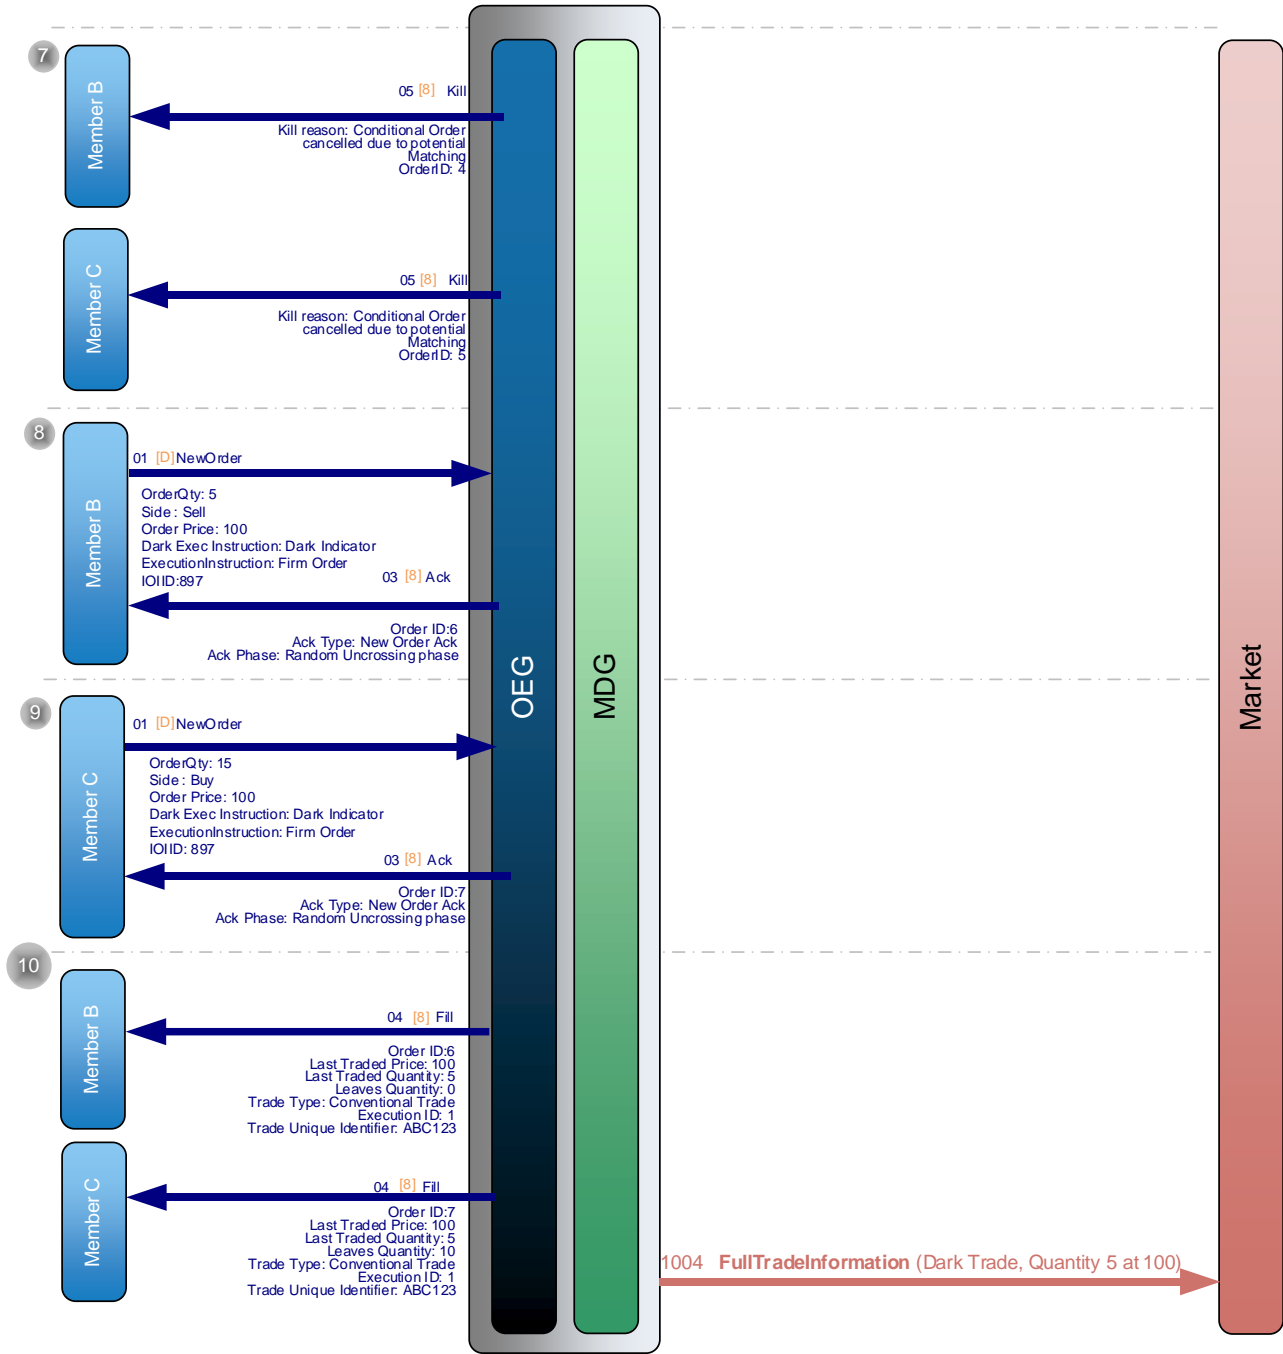 7
Member B
05 [8] Kill
Kill reason: Conditional Order
cancelled due to potential
Matching
OrderID: 4
Member C
05 [8] Kill
Kill reason: Conditional Order
cancelled due to potential
Matching
OrderID: 5
8
Member B
01 [D] NewOrder
OrderQty: 5
Side : Sell
Order Price: 100
Dark Exec Instruction: Dark Indicator
ExecutionInstruction: Firm Order
IOIID:897
03 [8] Ack
Order ID:6
Ack Type: New Order Ack
Ack Phase: Random Uncrossing phase
OEG
MDG
Market
9
Member C
01 [D] NewOrder
OrderQty: 15
Side : Buy
Order Price: 100
Dark Exec Instruction: Dark Indicator
ExecutionInstruction: Firm Order
IOIID: 897
03 [8] Ack
Order ID:7
Ack Type: New Order Ack
Ack Phase: Random Uncrossing phase
10
Member B
04 [8] Fill
Order ID:6
Last Traded Price: 100
Last Traded Quantity: 5
Leaves Quantity: 0
Trade Type: Conventional Trade
Execution ID: 1
Trade Unique Identifier: ABC123
Member C
04 [8] Fill
Order ID:7
Last Traded Price: 100
Last Traded Quantity: 5
Leaves Quantity: 10
Trade Type: Conventional Trade
Execution ID: 1
Trade Unique Identifier: ABC123
1004 FullTradeInformation (Dark Trade, Quantity 5 at 100)